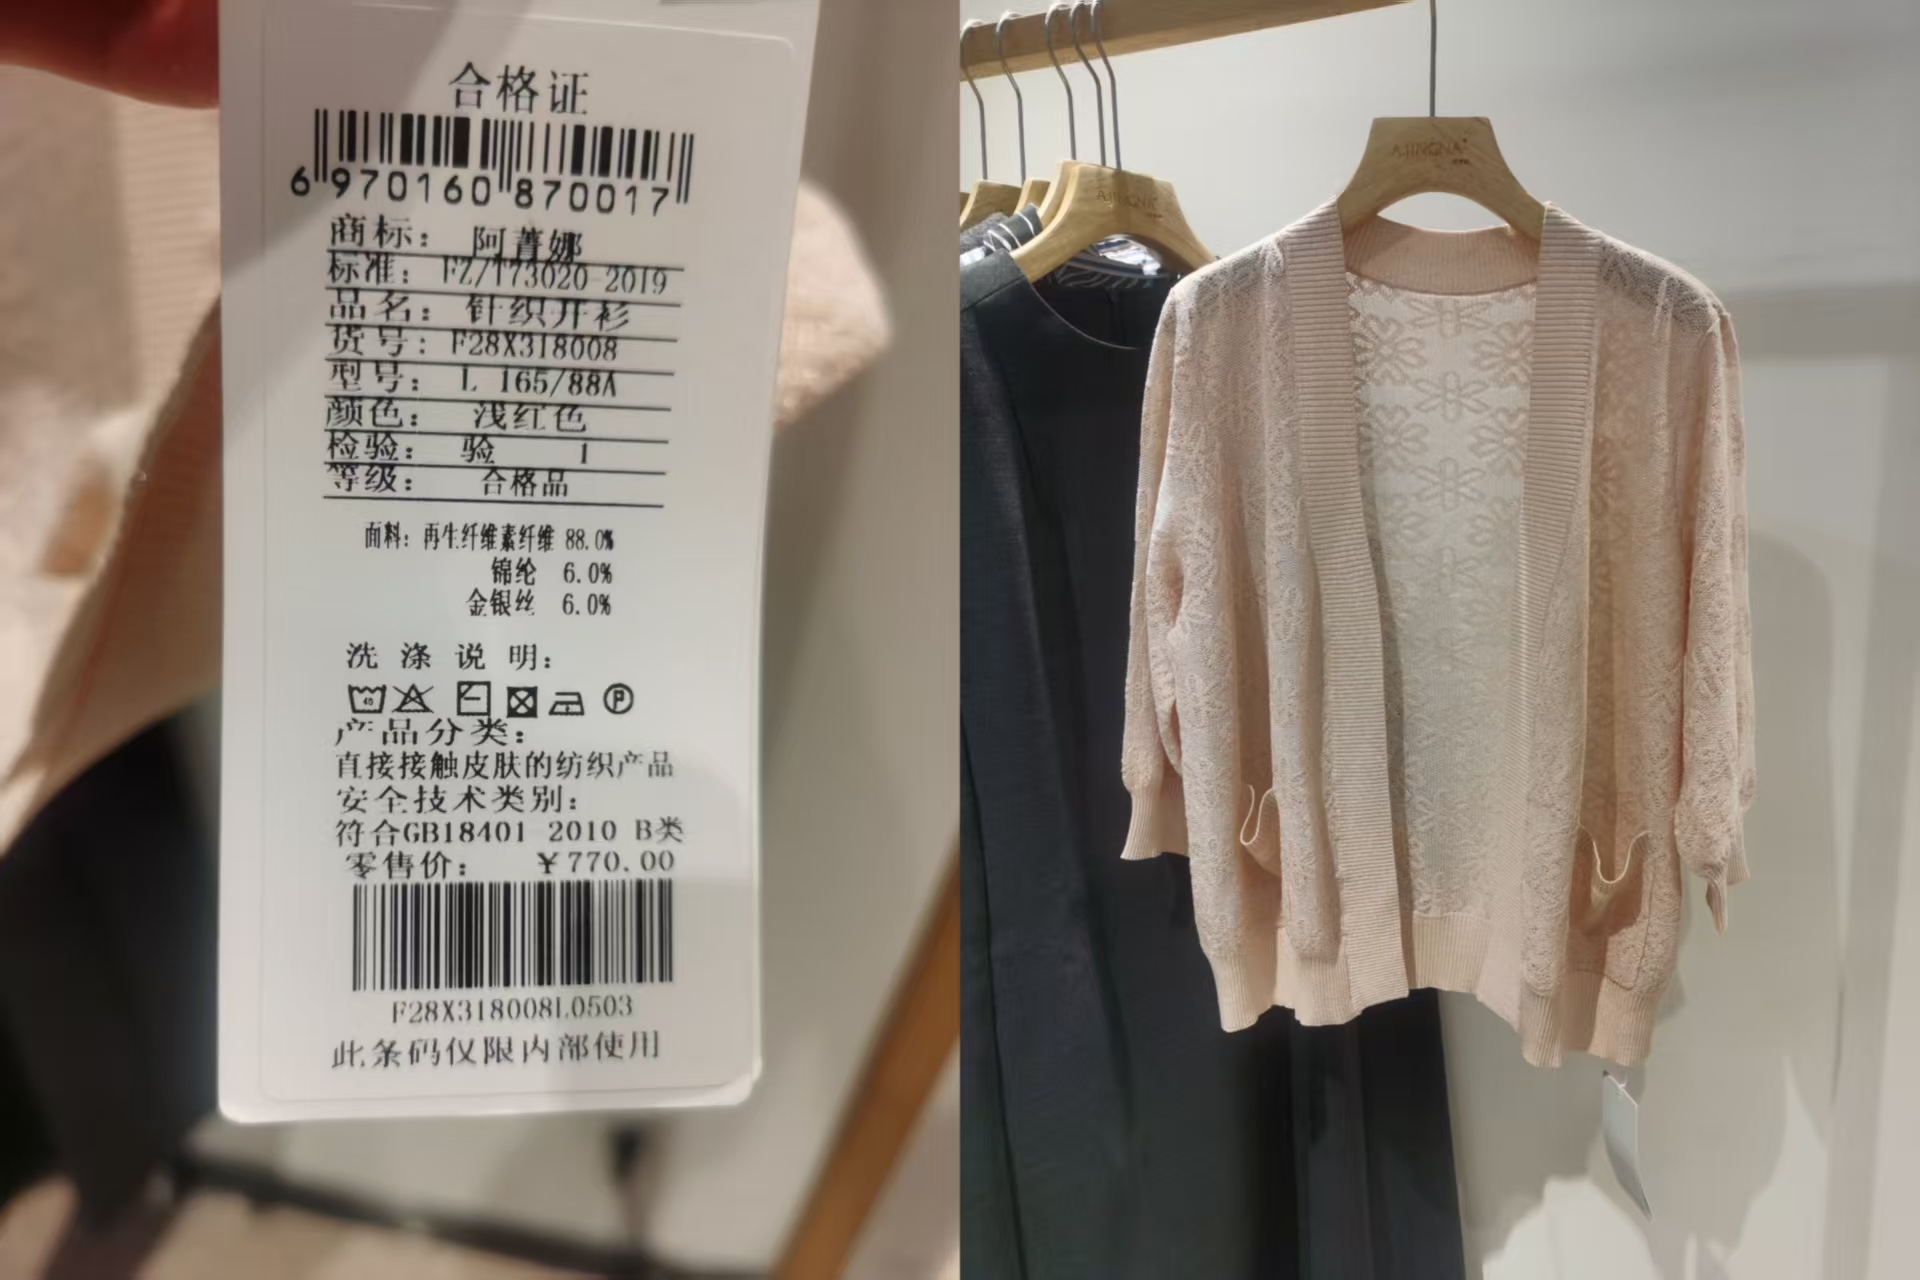 合格证
6 970160 870017
商标： 阿菁娜
标准： FZ/T73020-2019
品名： 针织开衫
货号： F28X318008
型号： L 165/88A
颜色： 浅红色
检验： 验 1
等级： 合格品
面料：再生纤维素纤维 88.0%
锦纶 6.0%
金银丝 6.0%
洗涤说明：
40 P
产品分类：
直接接触皮肤的纺织产品
安全技术类别：
符合GB18401 2010 B类
零售价： ￥770.00
F28X318008L0503
此条码仅限内部使用
AJINGNA
AJINGNA